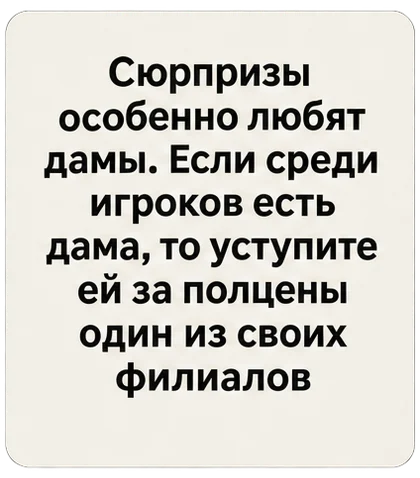 Сюрпризы
особенно любят
дамы. Если среди
игроков есть
дама, то уступите
ей за полцены
один из своих
филиалов